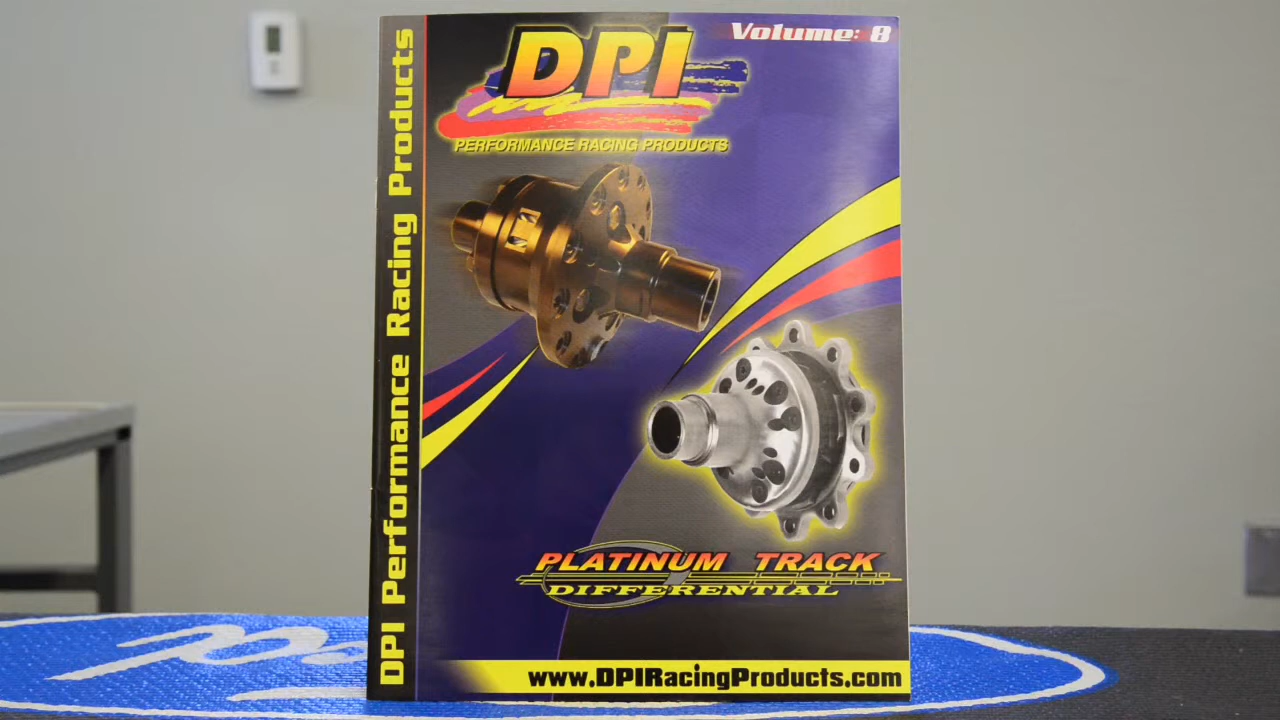 DPI Performance Racing Products
Volume: 8
DPI
PERFORMANCE RACING PRODUCTS
PLATINUM TRACK
DIFFERENTIAL
www.DPIRacingProducts.com